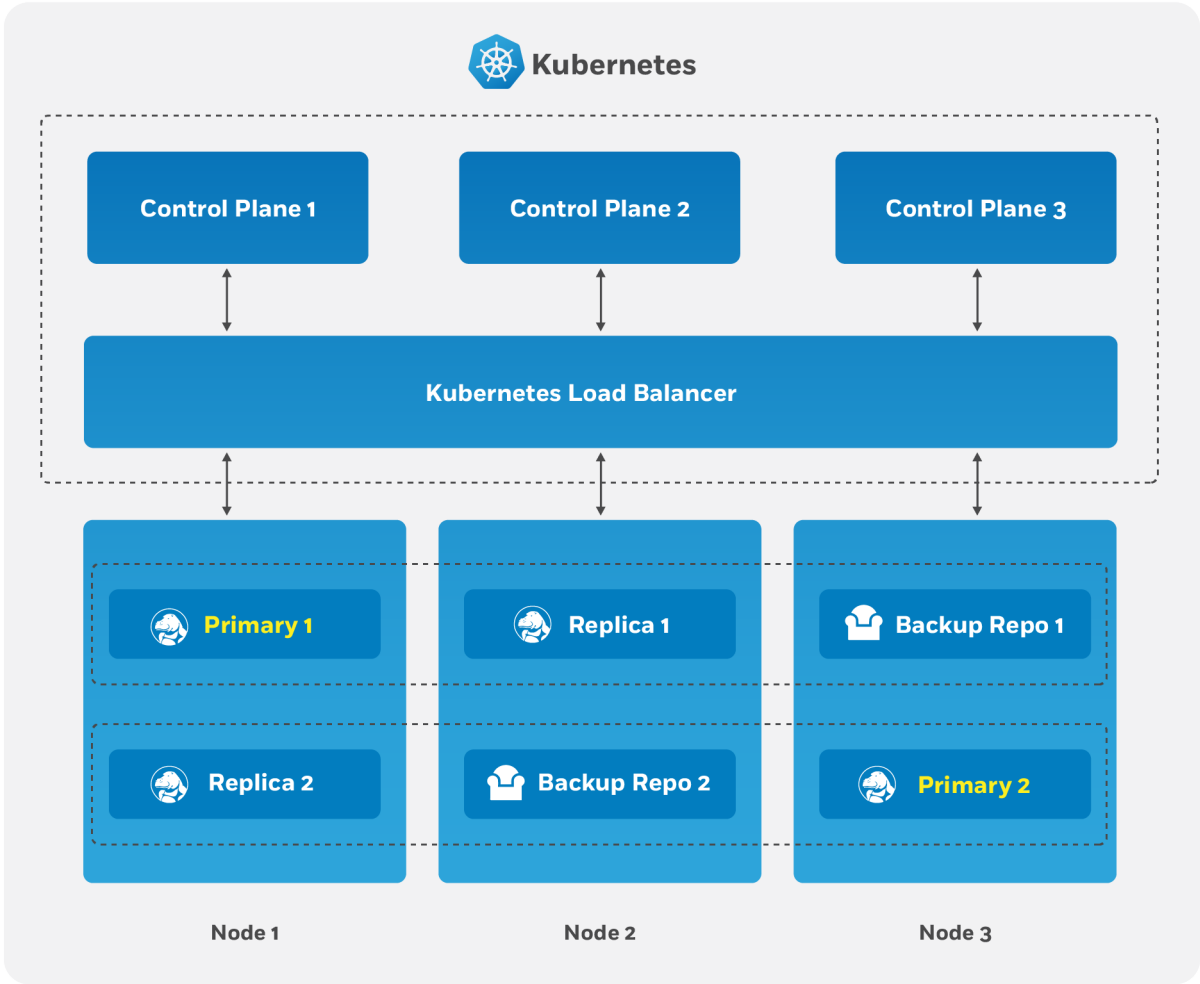 Kubernetes
Control Plane 1
Control Plane 2
Control Plane 3
Kubernetes Load Balancer
Primary 1
Replica 1
Backup Repo 1
Replica 2
Backup Repo 2
Primary 2
Node 1
Node 2
Node 3